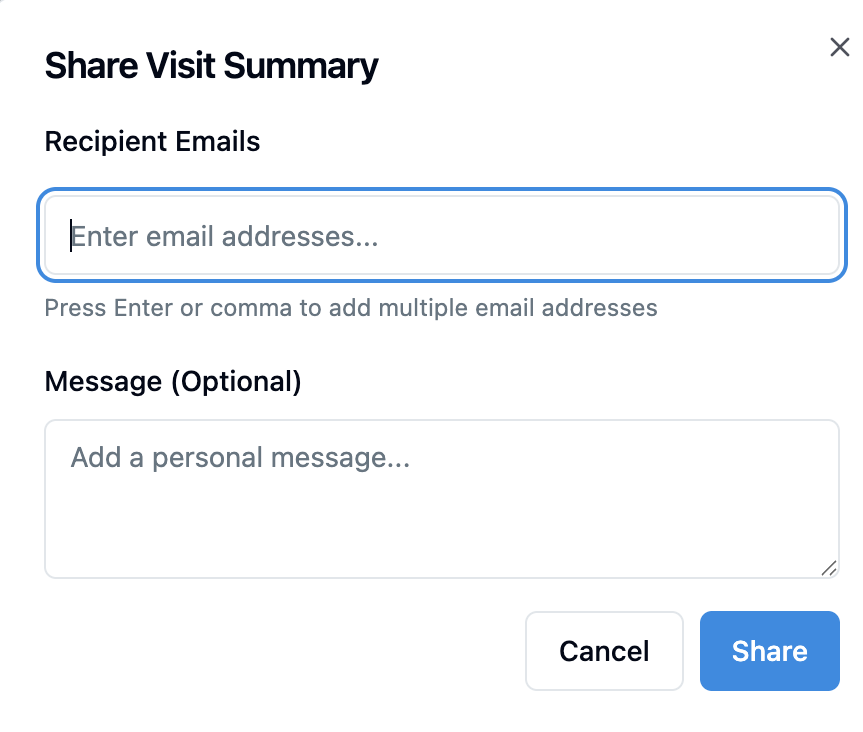 Share Visit Summary
Recipient Emails
Enter email addresses...
Press Enter or comma to add multiple email addresses
Message (Optional)
Add a personal message...
Cancel
Share